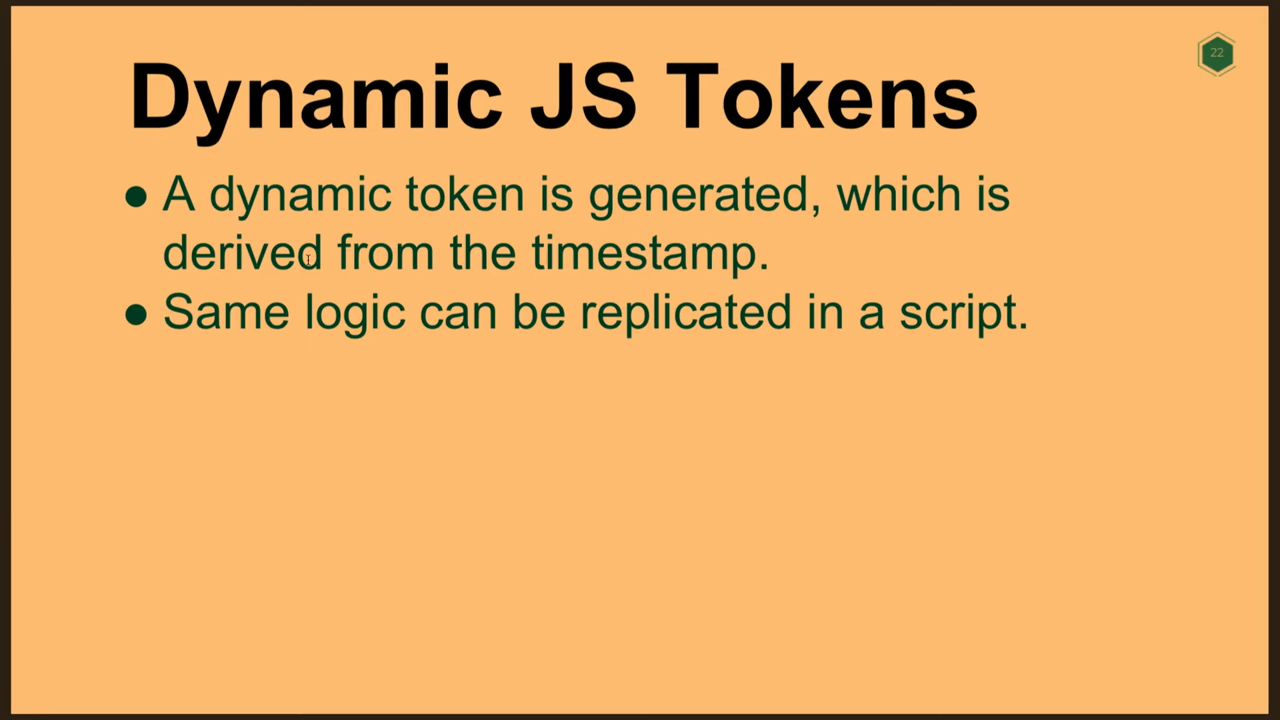 22
Dynamic JS Tokens
● A dynamic token is generated, which is
derived from the timestamp.
● Same logic can be replicated in a script.